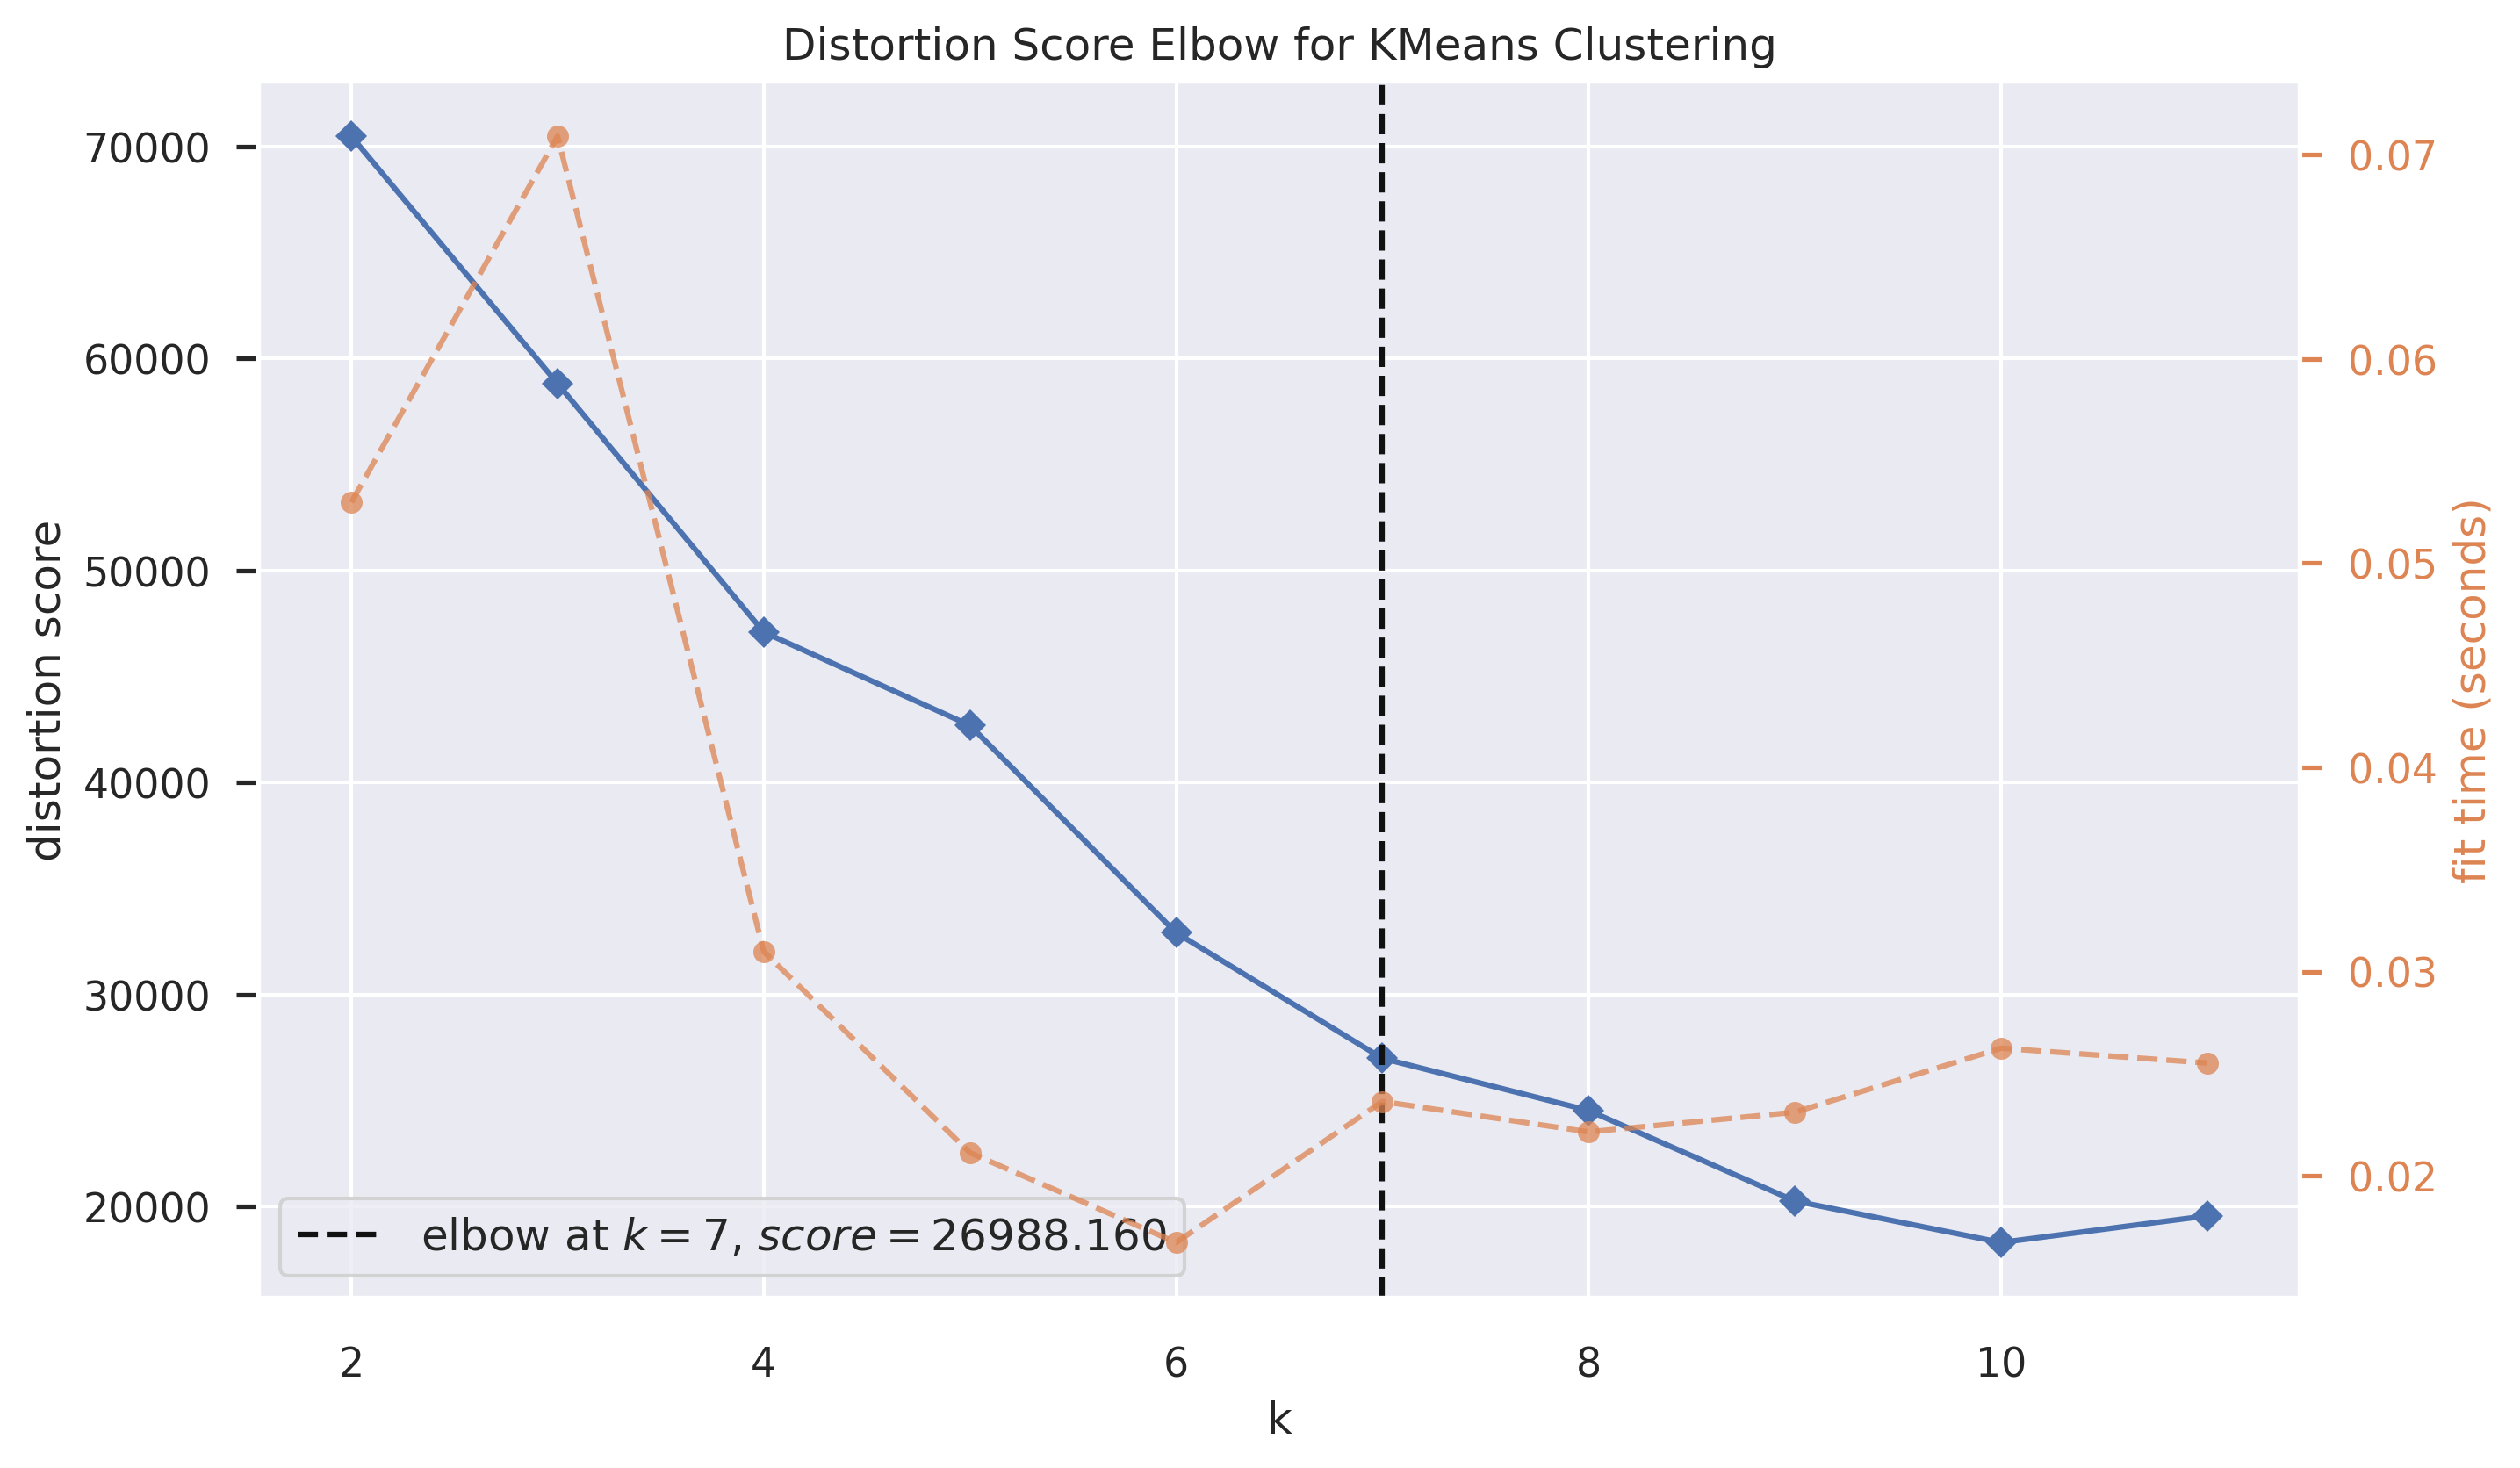 Distortion Score Elbow for KMeans Clustering
70000
60000
50000
40000
30000
20000
distortion score
0.07
0.06
0.05
0.04
0.03
0.02
fit time (seconds)
elbow at k = 7, score = 26988.160
2 4 6 8 10
k